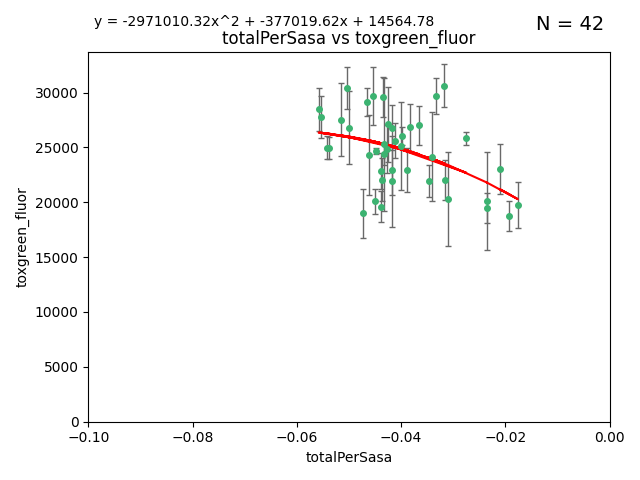 y = -2971010.32x^2 + -377019.62x + 14564.78
N = 42
totalPerSasa vs toxgreen_fluor
toxgreen_fluor
30000
25000
20000
15000
10000
5000
0
−0.10
−0.08
−0.06
−0.04
−0.02
0.00
totalPerSasa